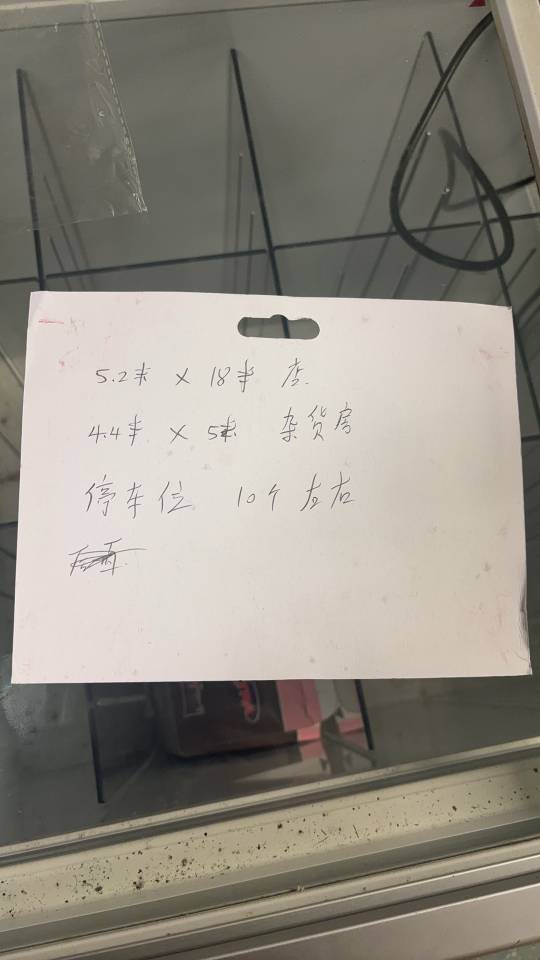 5.2米 × 18米 店.
4.4米 × 5米 杂货房
停车位 10个左右